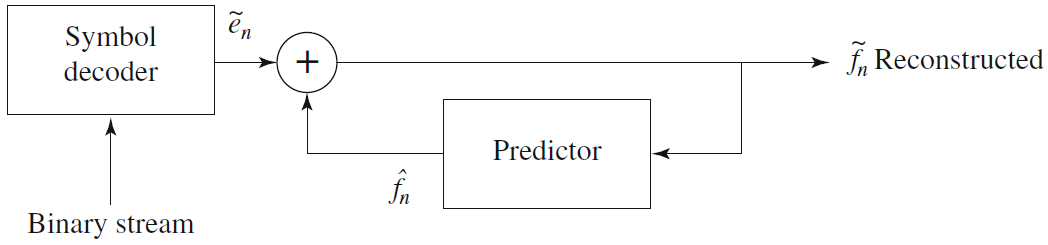 Symbol
decoder
ẽₙ
+
f̃ₙ Reconstructed
Predictor
f̂ₙ
Binary stream